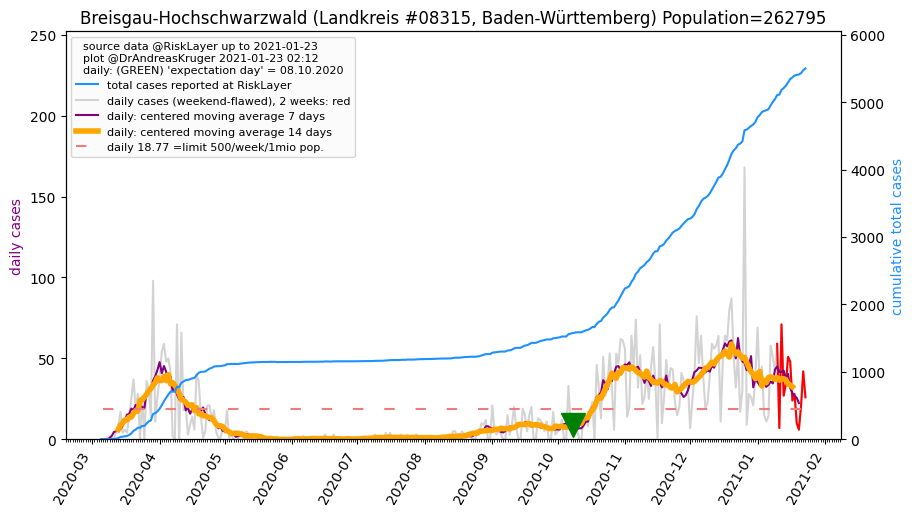 Breisgau-Hochschwarzwald (Landkreis #08315, Baden-Württemberg) Population=262795
source data @RiskLayer up to 2021-01-23
plot @DrAndreasKruger 2021-01-23 02:12
daily: (GREEN) 'expectation day' = 08.10.2020
total cases reported at RiskLayer
daily cases (weekend-flawed), 2 weeks: red
daily: centered moving average 7 days
daily: centered moving average 14 days
daily 18.77 =limit 500/week/1mio pop.
daily cases
250
200
150
100
50
0
cumulative total cases
6000
5000
4000
3000
2000
1000
0
2020-03
2020-04
2020-05
2020-06
2020-07
2020-08
2020-09
2020-10
2020-11
2020-12
2021-01
2021-02